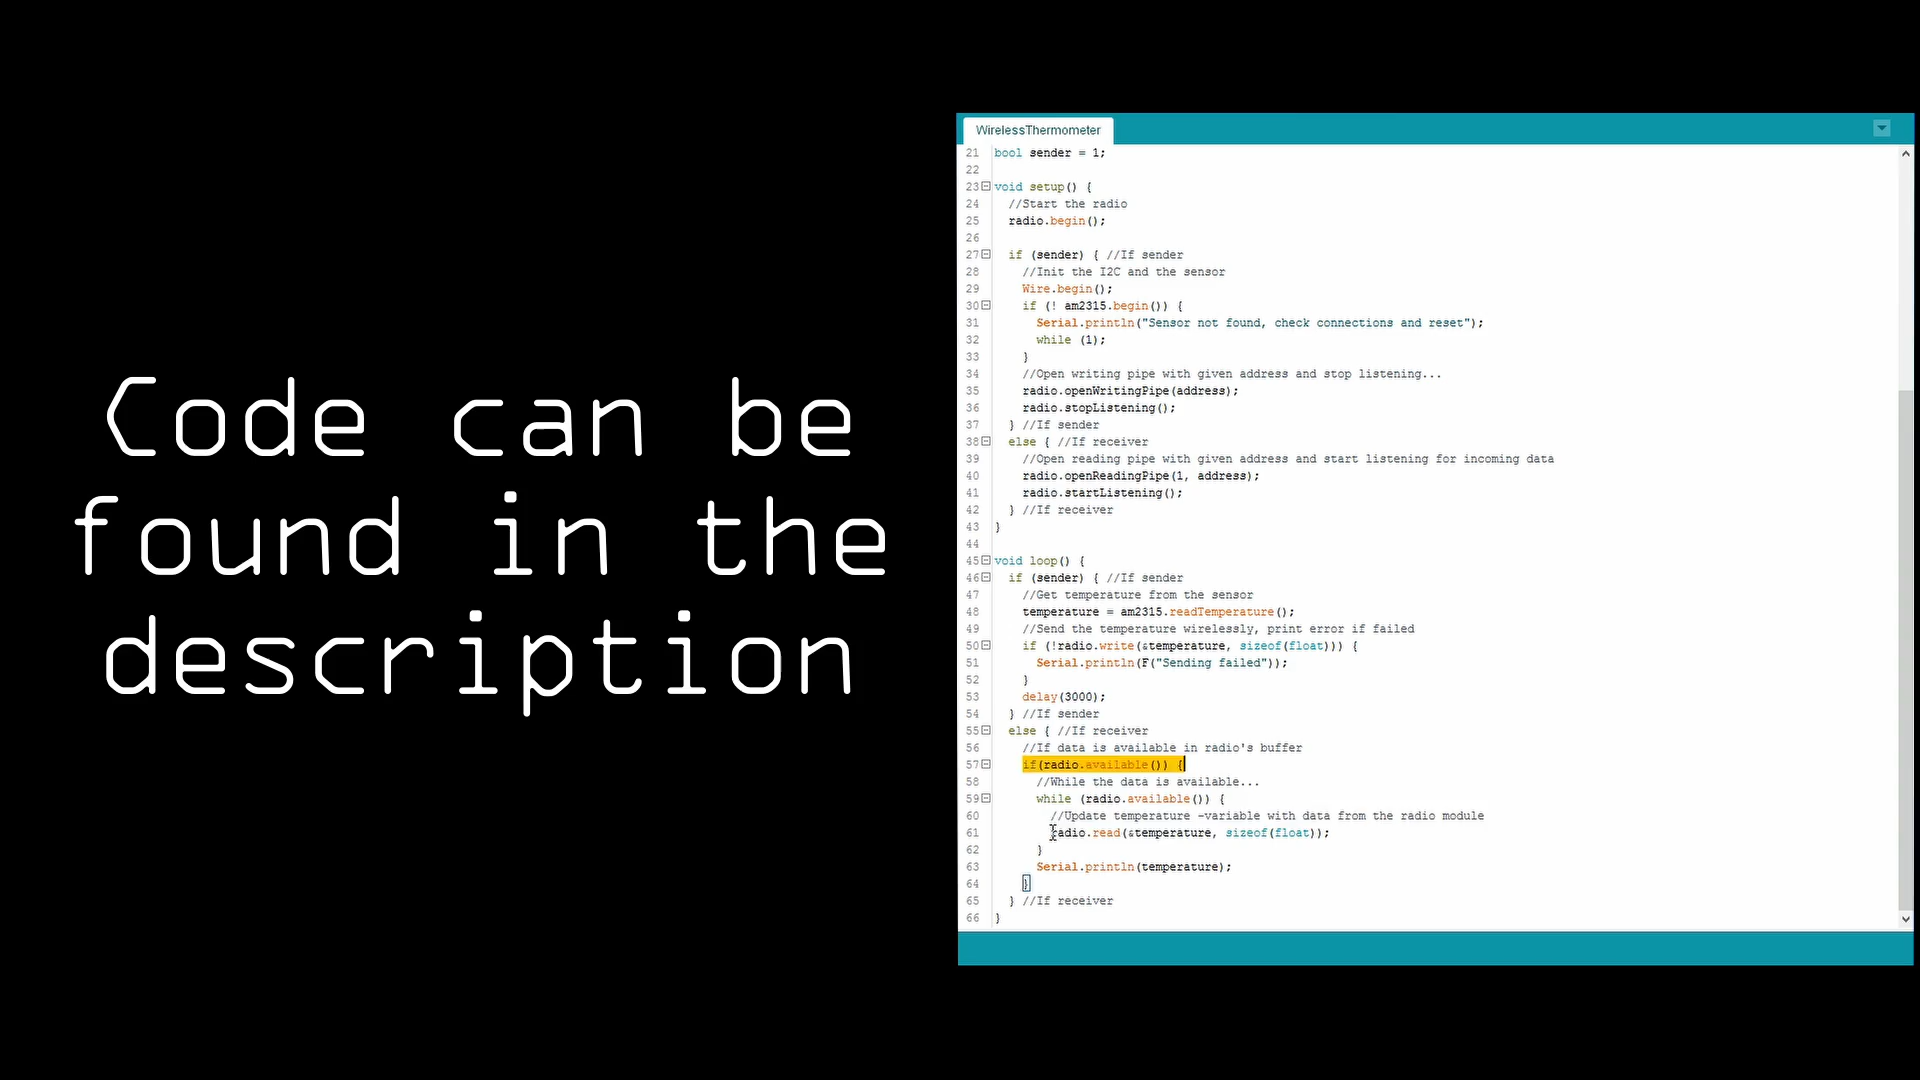 Code can be
found in the
description
WirelessThermometer
21 bool sender = 1;
22
23 void setup() {
24 //Start the radio
25 radio.begin();
26
27 if (sender) { //If sender
28 //Init the I2C and the sensor
29 Wire.begin();
30 if (! am2315.begin()) {
31 Serial.println("Sensor not found, check connections and reset");
32 while (1);
33 }
34 //Open writing pipe with given address and stop listening...
35 radio.openWritingPipe(address);
36 radio.stopListening();
37 } //If sender
38 else { //If receiver
39 //Open reading pipe with given address and start listening for incoming data
40 radio.openReadingPipe(1, address);
41 radio.startListening();
42 } //If receiver
43 }
44
45 void loop() {
46 if (sender) { //If sender
47 //Get temperature from the sensor
48 temperature = am2315.readTemperature();
49 //Send the temperature wirelessly, print error if failed
50 if (!radio.write(&temperature, sizeof(float))) {
51 Serial.println(F("Sending failed"));
52 }
53 delay(3000);
54 } //If sender
55 else { //If receiver
56 //If data is available in radio's buffer
57 if(radio.available()) {
58 //While the data is available...
59 while (radio.available()) {
60 //Update temperature -variable with data from the radio module
61 radio.read(&temperature, sizeof(float));
62 }
63 Serial.println(temperature);
64 }
65 } //If receiver
66 }